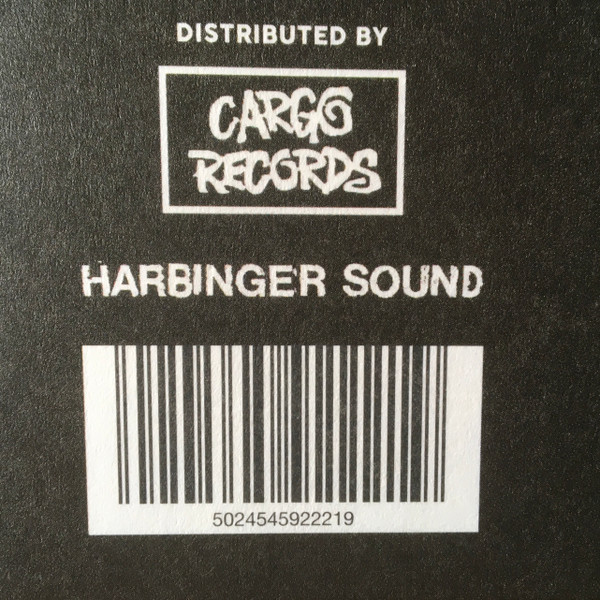 DISTRIBUTED BY
CARGO
RECORDS
HARBINGER SOUND
5024545922219